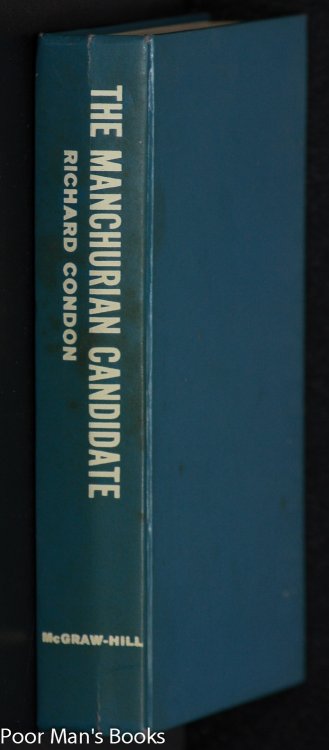 THE MANCHURIAN CANDIDATE
RICHARD CONDON
McGRAW-HILL
Poor Man's Books